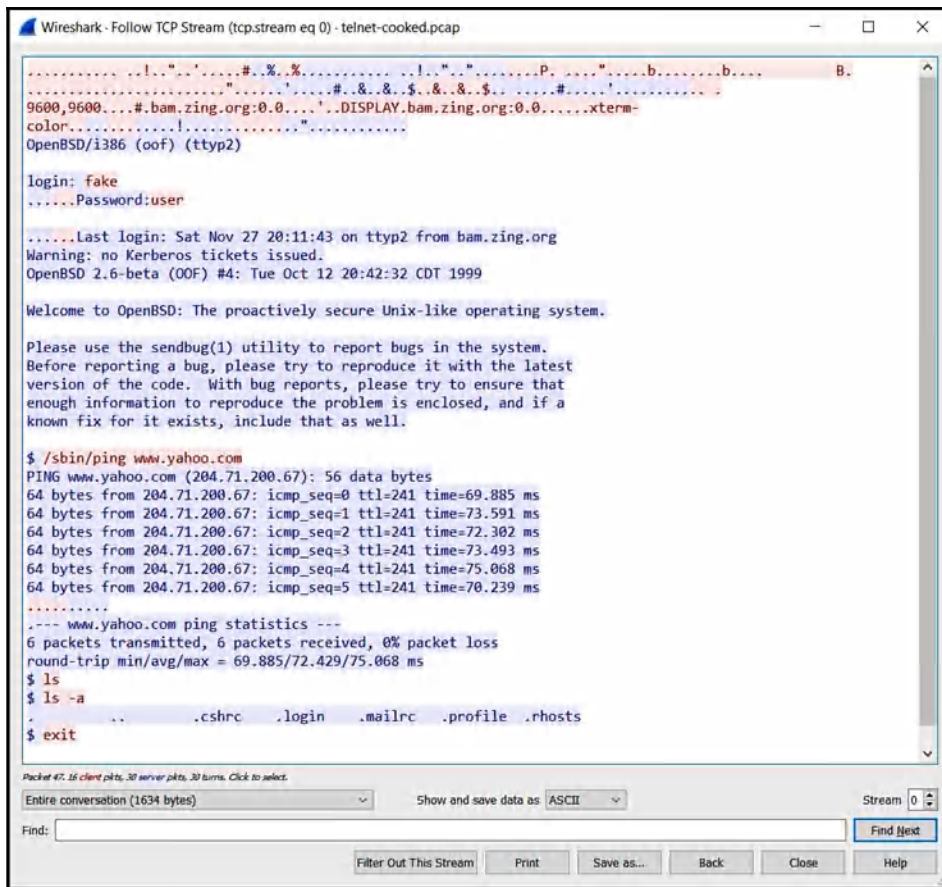 Wireshark - Follow TCP Stream (tcp.stream eq 0) - telnet-cooked.pcap
........... ..!.."..'.....#..%..%........... ..!..".."........P. ....".....b........b.... B.
........................"......'.....#..&..&..$..&..&..$......#.....'........... .
9600,9600....#.bam.zing.org:0.0....'..DISPLAY.bam.zing.org:0.0......xterm-
color.............!.............."............
OpenBSD/i386 (oof) (ttyp2)
login: fake
......Password:user
......Last login: Sat Nov 27 20:11:43 on ttyp2 from bam.zing.org
Warning: no Kerberos tickets issued.
OpenBSD 2.6-beta (OOF) #4: Tue Oct 12 20:42:32 CDT 1999
Welcome to OpenBSD: The proactively secure Unix-like operating system.
Please use the sendbug(1) utility to report bugs in the system.
Before reporting a bug, please try to reproduce it with the latest
version of the code.  With bug reports, please try to ensure that
enough information to reproduce the problem is enclosed, and if a
known fix for it exists, include that as well.
$ /sbin/ping www.yahoo.com
PING www.yahoo.com (204.71.200.67): 56 data bytes
64 bytes from 204.71.200.67: icmp_seq=0 ttl=241 time=69.885 ms
64 bytes from 204.71.200.67: icmp_seq=1 ttl=241 time=73.591 ms
64 bytes from 204.71.200.67: icmp_seq=2 ttl=241 time=72.302 ms
64 bytes from 204.71.200.67: icmp_seq=3 ttl=241 time=73.493 ms
64 bytes from 204.71.200.67: icmp_seq=4 ttl=241 time=75.068 ms
64 bytes from 204.71.200.67: icmp_seq=5 ttl=241 time=70.239 ms
..........
.--- www.yahoo.com ping statistics ---
6 packets transmitted, 6 packets received, 0% packet loss
round-trip min/avg/max = 69.885/72.429/75.068 ms
$ ls
$ ls -a
.         ..        .cshrc    .login    .mailrc   .profile  .rhosts
$ exit
Packet 47. 16 client pkts, 30 server pkts, 30 turns. Click to select.
Entire conversation (1634 bytes) Show and save data as ASCII Stream 0
Find: Find Next
Filter Out This Stream Print Save as... Back Close Help